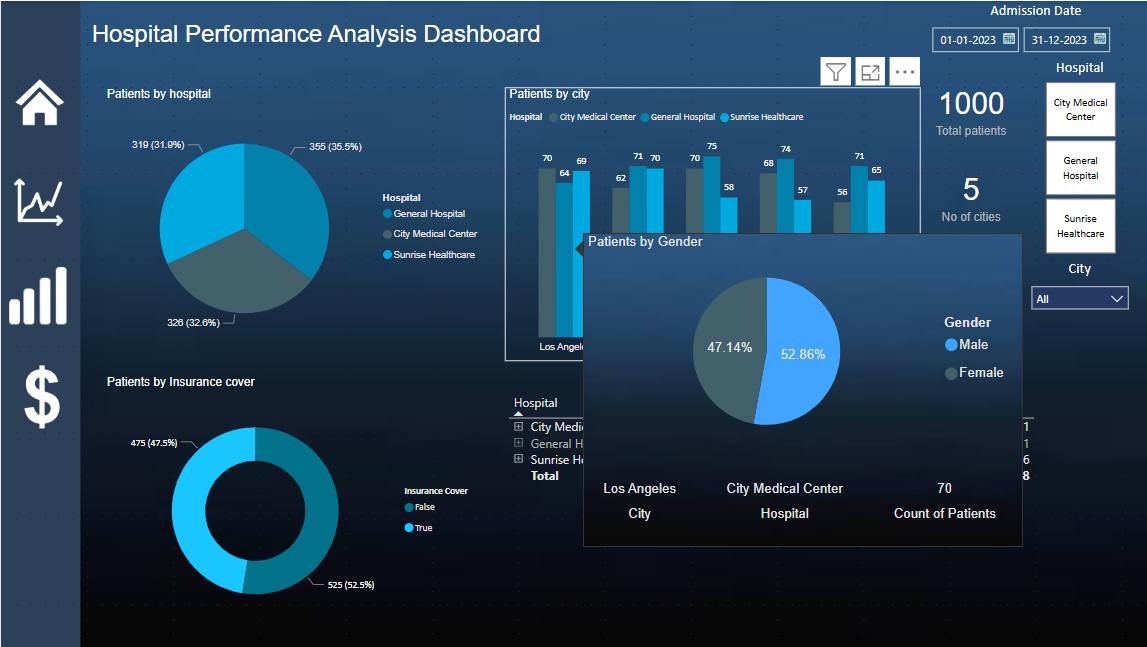 Hospital Performance Analysis Dashboard
Admission Date
01-01-2023
31-12-2023
Hospital
City Medical Center
General Hospital
Sunrise Healthcare
City
All
1000
Total patients
5
No of cities
Patients by hospital
319 (31.9%)
355 (35.5%)
326 (32.6%)
Hospital
General Hospital
City Medical Center
Sunrise Healthcare
Patients by city
Hospital City Medical Center General Hospital Sunrise Healthcare
70 64 69 62 71 70 70 75 58 68 74 57 56 71 65
Los Angele
Patients by Gender
47.14%
52.86%
Gender
Male
Female
Los Angeles City Medical Center 70
City Hospital Count of Patients
Patients by Insurance cover
475 (47.5%)
525 (52.5%)
Insurance Cover
False
True
Hospital
City Medic 1
General H 1
Sunrise He 6
Total 8